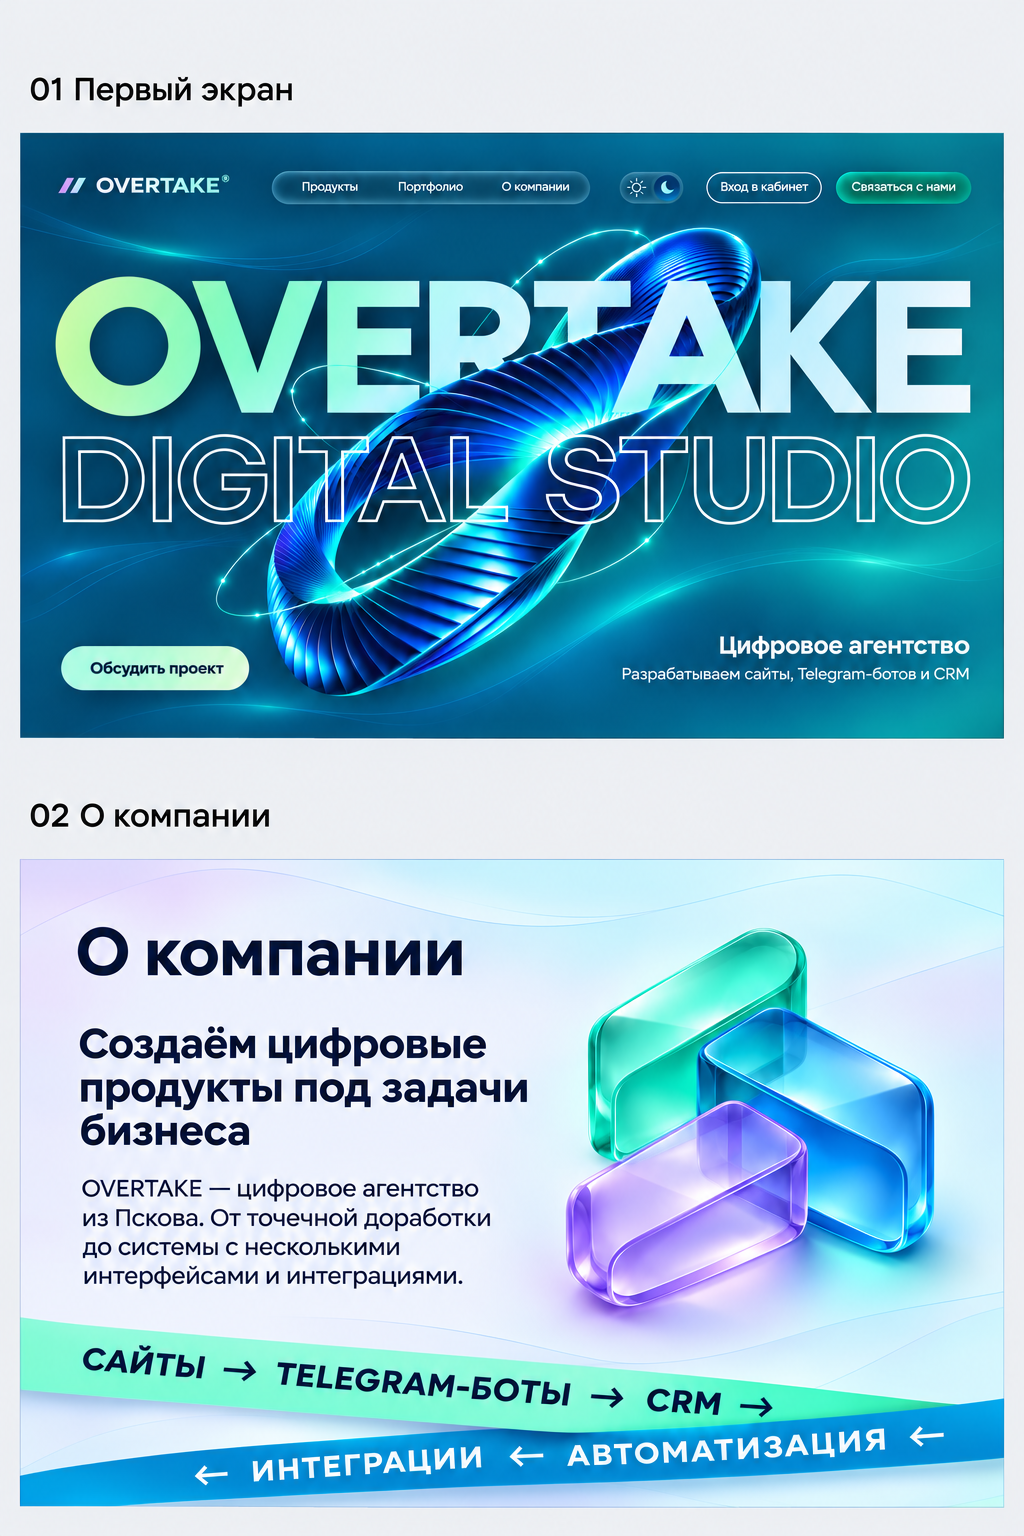 01 Первый экран
OVERTAKE®
Продукты
Портфолио
О компании
Вход в кабинет
Связаться с нами
OVERTAKE
DIGITAL STUDIO
Цифровое агентство
Разрабатываем сайты, Telegram-ботов и CRM
Обсудить проект
02 О компании
О компании
Создаём цифровые
продукты под задачи
бизнеса
OVERTAKE — цифровое агентство
из Пскова. От точечной доработки
до системы с несколькими
интерфейсами и интеграциями.
САЙТЫ → TELEGRAM-БОТЫ → CRM →
← ИНТЕГРАЦИИ ← АВТОМАТИЗАЦИЯ ←